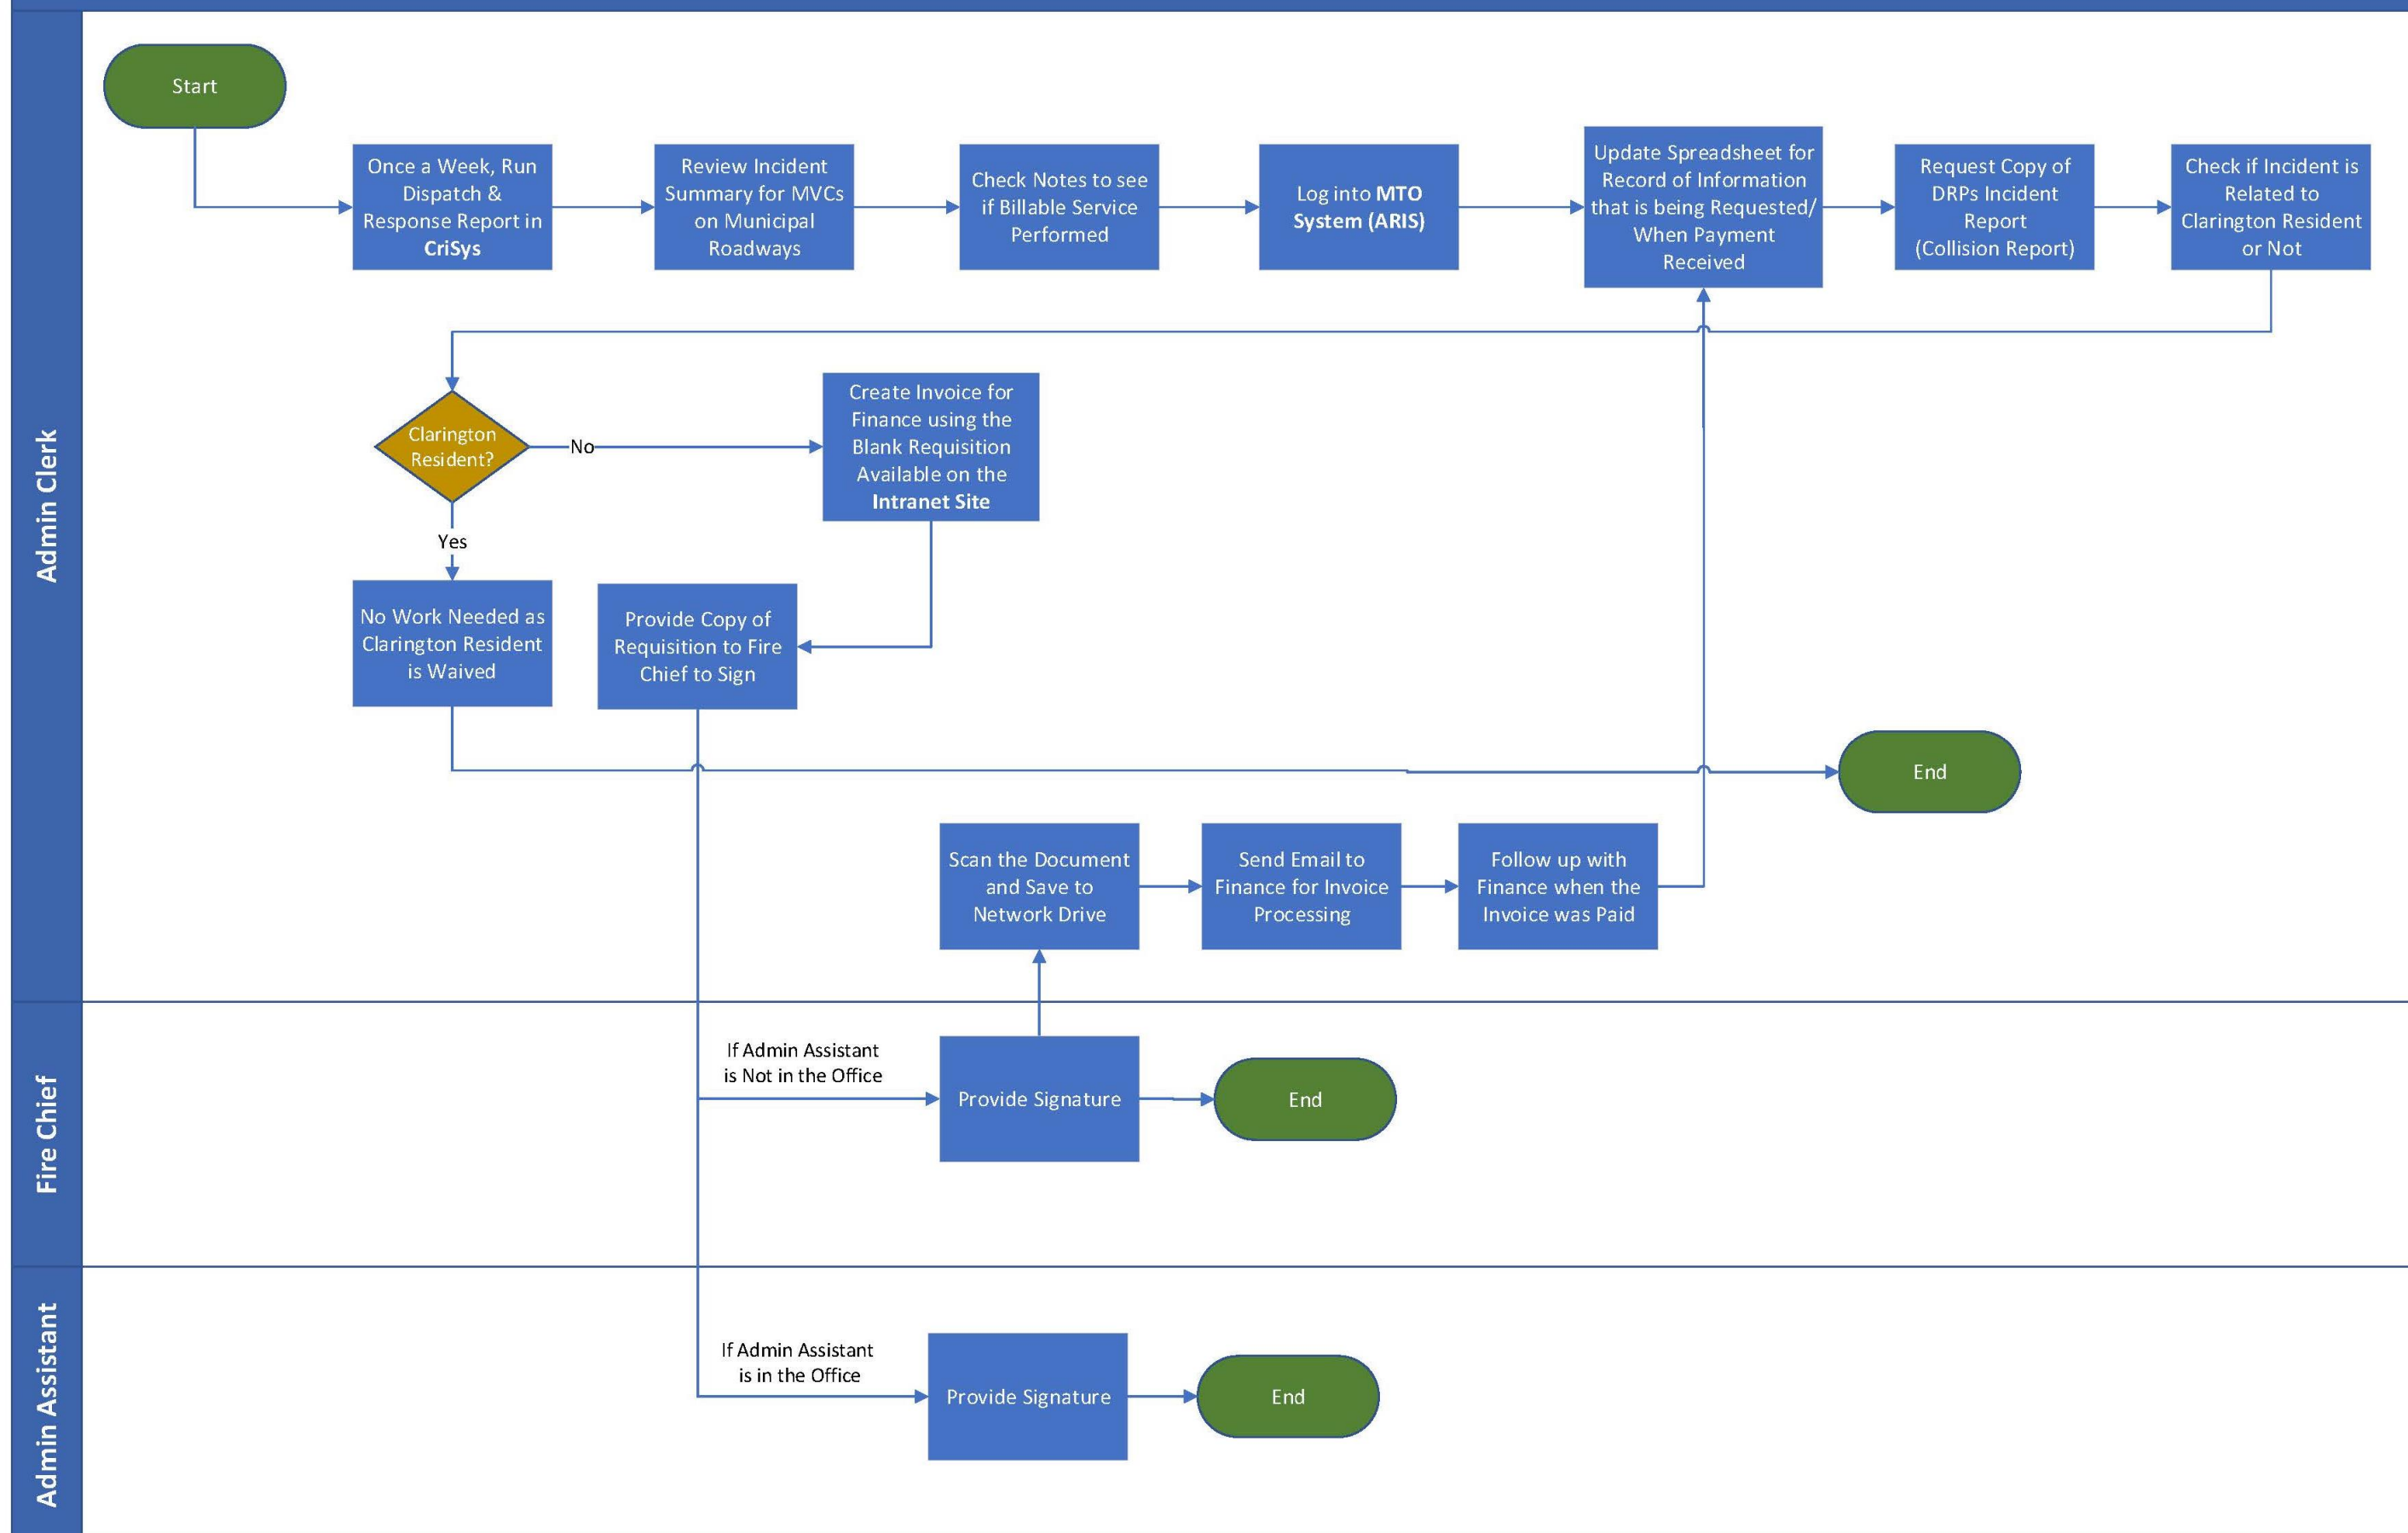 Admin Clerk
Start
Once a Week, Run
Dispatch &
Response Report in
CriSys
Review Incident
Summary for MVCs
on Municipal
Roadways
Check Notes to see
if Billable Service
Performed
Log into MTO
System (ARIS)
Update Spreadsheet for
Record of Information
that is being Requested/
When Payment
Received
Request Copy of
DRPs Incident
Report
(Collision Report)
Check if Incident is
Related to
Clarington Resident
or Not
Clarington
Resident?
No
Create Invoice for
Finance using the
Blank Requisition
Available on the
Intranet Site
Yes
No Work Needed as
Clarington Resident
is Waived
Provide Copy of
Requisition to Fire
Chief to Sign
End
Scan the Document
and Save to
Network Drive
Send Email to
Finance for Invoice
Processing
Follow up with
Finance when the
Invoice was Paid
Fire Chief
If Admin Assistant
is Not in the Office
Provide Signature
End
Admin Assistant
If Admin Assistant
is in the Office
Provide Signature
End